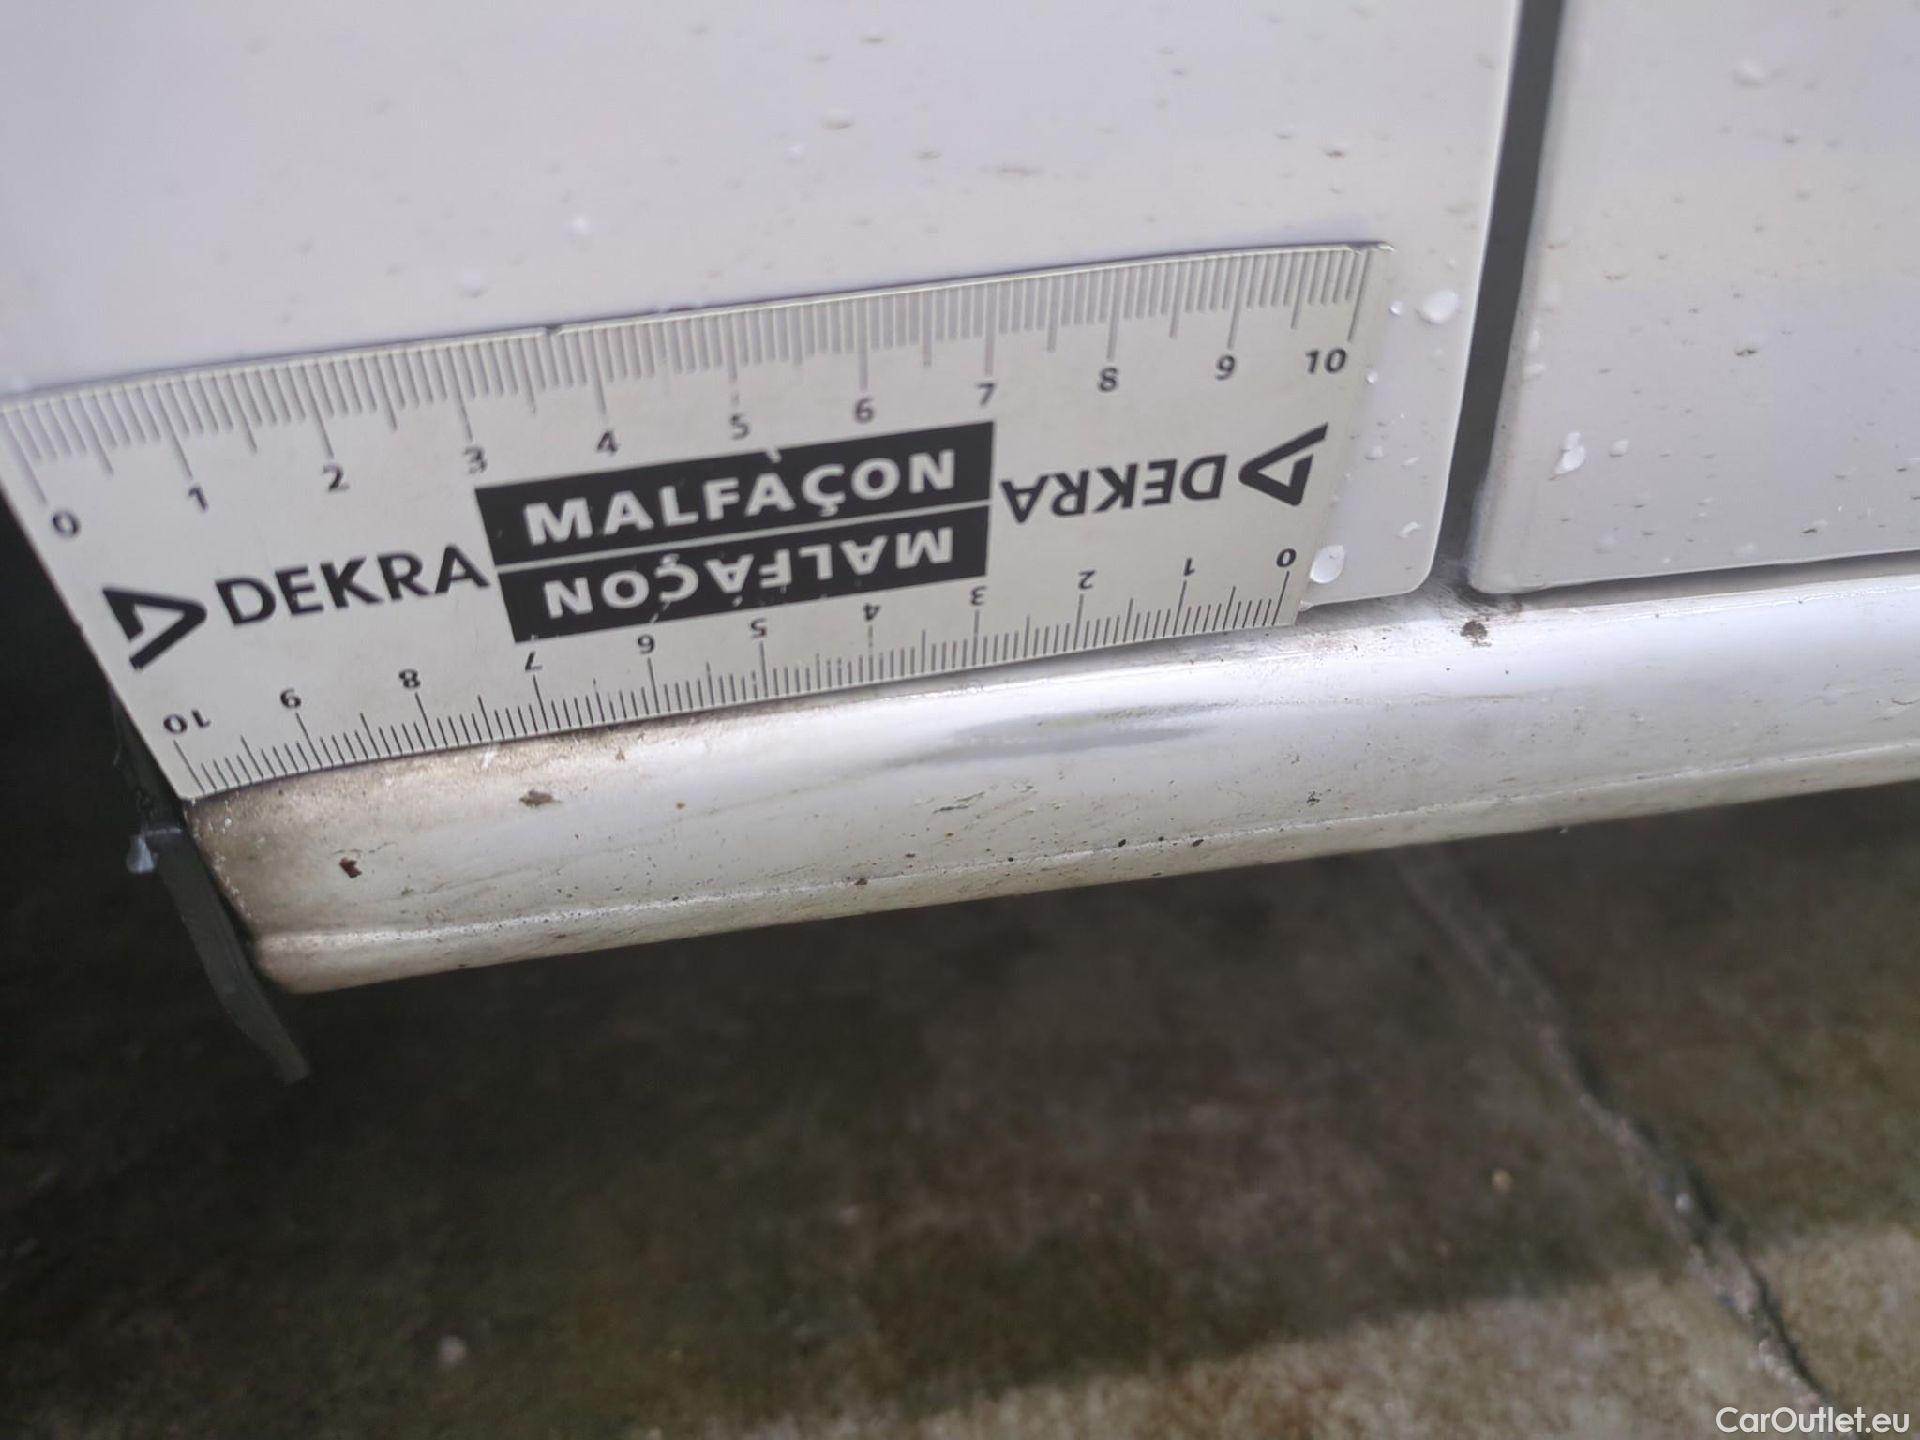 0 1 2 3 4 5 6 7 8 9 10
DEKRA MALFAÇON
MALFAÇON DEKRA
10 9 8 7 6 5 4 3 2 1 0
CarOutlet.eu